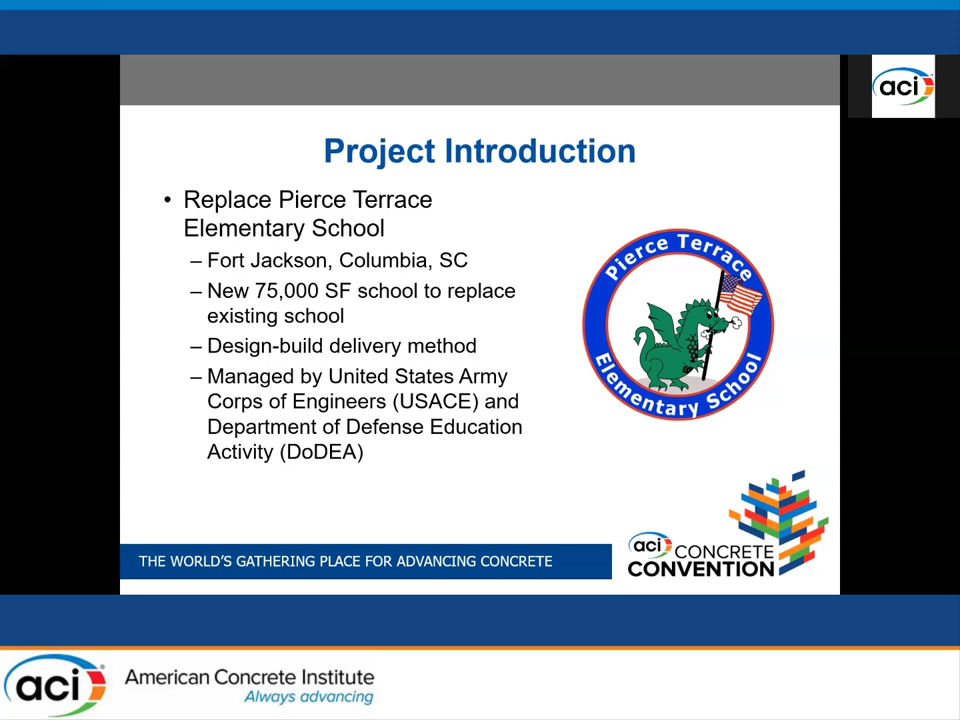 aci
Project Introduction
• Replace Pierce Terrace
Elementary School
– Fort Jackson, Columbia, SC
– New 75,000 SF school to replace
existing school
– Design-build delivery method
– Managed by United States Army
Corps of Engineers (USACE) and
Department of Defense Education
Activity (DoDEA)
Pierce Terrace
Elementary School
THE WORLD'S GATHERING PLACE FOR ADVANCING CONCRETE
aci CONCRETE
CONVENTION
aci
American Concrete Institute
Always advancing